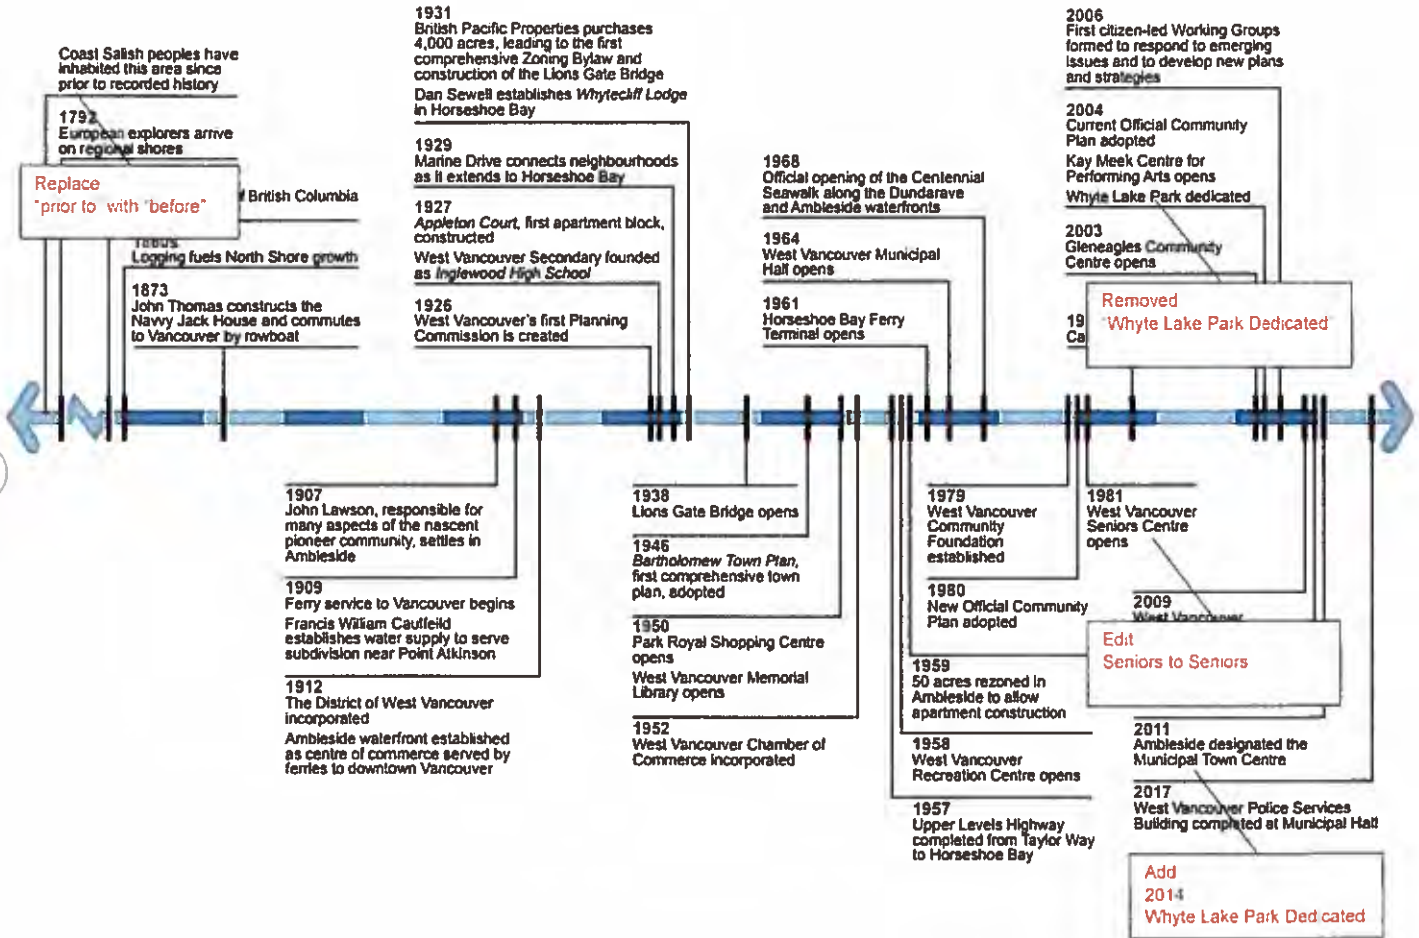 Coast Salish peoples have
inhabited this area since
prior to recorded history
1792
European explorers arrive
on regional shores
Replace
"prior to with "before"
British Columbia
Logging fuels North Shore growth
1873
John Thomas constructs the
Navvy Jack House and commutes
to Vancouver by rowboat
1931
British Pacific Properties purchases
4,000 acres, leading to the first
comprehensive Zoning Bylaw and
construction of the Lions Gate Bridge
Dan Sewell establishes Whytecliff Lodge
in Horseshoe Bay
1929
Marine Drive connects neighbourhoods
as it extends to Horseshoe Bay
1927
Appleton Court, first apartment block,
constructed
West Vancouver Secondary founded
as Inglewood High School
1926
West Vancouver's first Planning
Commission is created
1968
Official opening of the Centennial
Seawalk along the Dundarave
and Ambleside waterfronts
1964
West Vancouver Municipal
Hall opens
1961
Horseshoe Bay Ferry
Terminal opens
2006
First citizen-led Working Groups
formed to respond to emerging
issues and to develop new plans
and strategies
2004
Current Official Community
Plan adopted
Kay Meek Centre for
Performing Arts opens
Whyte Lake Park dedicated
2003
Gleneagles Community
Centre opens
19
Ca
Removed
"Whyte Lake Park Dedicated"
1907
John Lawson, responsible for
many aspects of the nascent
pioneer community, settles in
Ambleside
1909
Ferry service to Vancouver begins
Francis William Caulfeild
establishes water supply to serve
subdivision near Point Atkinson
1912
The District of West Vancouver
incorporated
Ambleside waterfront established
as centre of commerce served by
ferries to downtown Vancouver
1938
Lions Gate Bridge opens
1946
Bartholomew Town Plan,
first comprehensive town
plan, adopted
1950
Park Royal Shopping Centre
opens
West Vancouver Memorial
Library opens
1952
West Vancouver Chamber of
Commerce incorporated
1979
West Vancouver
Community
Foundation
established
1980
New Official Community
Plan adopted
1959
50 acres rezoned in
Ambleside to allow
apartment construction
1958
West Vancouver
Recreation Centre opens
1957
Upper Levels Highway
completed from Taylor Way
to Horseshoe Bay
1981
West Vancouver
Seniors Centre
opens
2009
West Vancouver
Edit
Seniors to Seniors
2011
Ambleside designated the
Municipal Town Centre
2017
West Vancouver Police Services
Building completed at Municipal Hall
Add
2014
Whyte Lake Park Dedicated